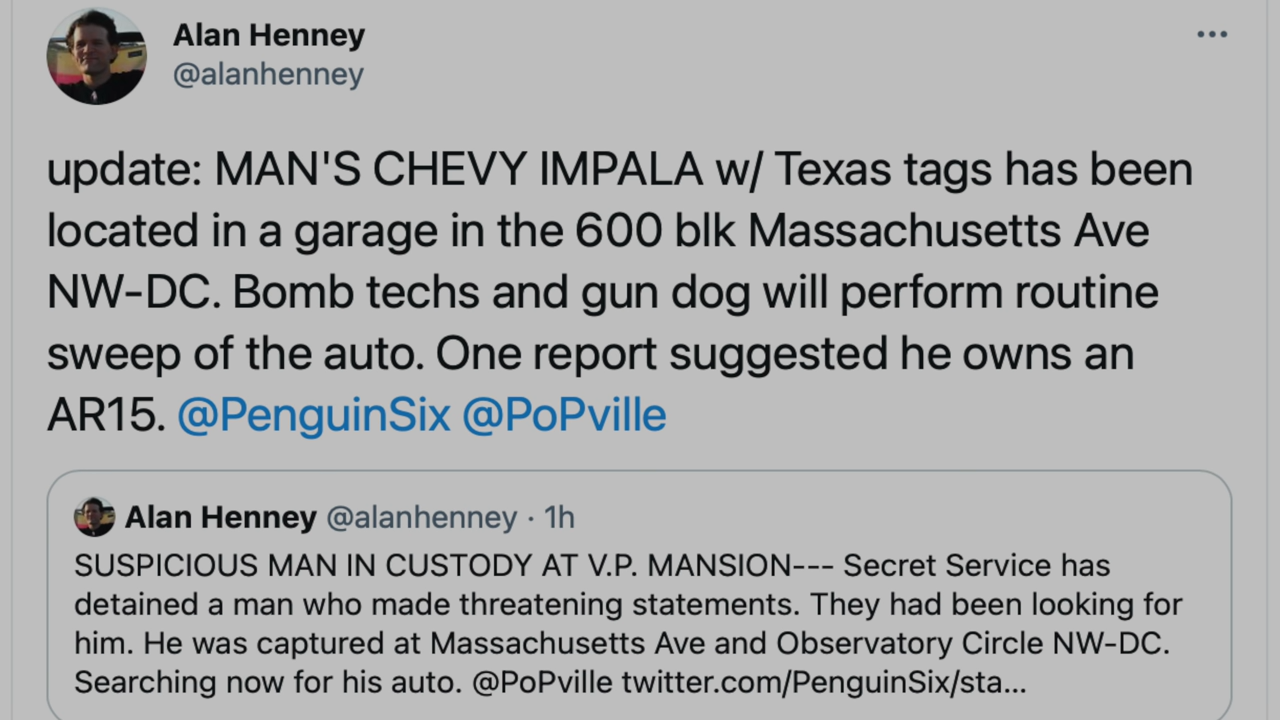 Alan Henney
@alanhenney
update: MAN'S CHEVY IMPALA w/ Texas tags has been
located in a garage in the 600 blk Massachusetts Ave
NW-DC. Bomb techs and gun dog will perform routine
sweep of the auto. One report suggested he owns an
AR15. @PenguinSix @PoPville
Alan Henney @alanhenney · 1h
SUSPICIOUS MAN IN CUSTODY AT V.P. MANSION--- Secret Service has
detained a man who made threatening statements. They had been looking for
him. He was captured at Massachusetts Ave and Observatory Circle NW-DC.
Searching now for his auto. @PoPville twitter.com/PenguinSix/sta...